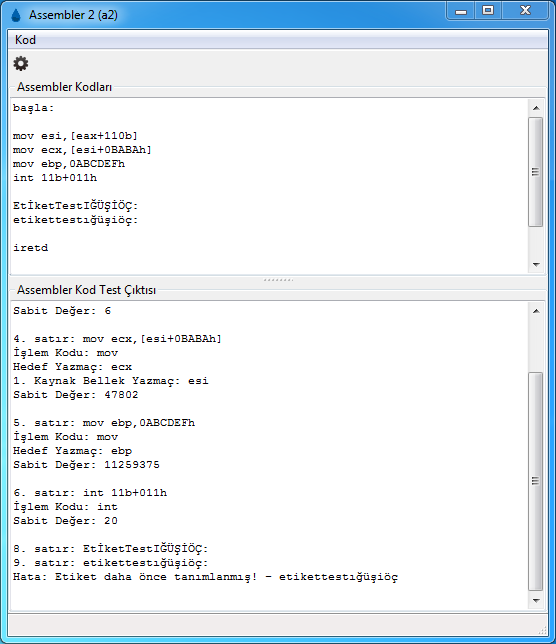 Assembler 2 (a2)
Kod
Assembler Kodları
başla:
mov esi,[eax+110b]
mov ecx,[esi+0BABAh]
mov ebp,0ABCDEFh
int 11b+011h
EtİketTestIĞÜŞİÖÇ:
etikettestığüşiöç:
iretd
Assembler Kod Test Çıktısı
Sabit Değer: 6
4. satır: mov ecx,[esi+0BABAh]
İşlem Kodu: mov
Hedef Yazmaç: ecx
1. Kaynak Bellek Yazmaç: esi
Sabit Değer: 47802
5. satır: mov ebp,0ABCDEFh
İşlem Kodu: mov
Hedef Yazmaç: ebp
Sabit Değer: 11259375
6. satır: int 11b+011h
İşlem Kodu: int
Sabit Değer: 20
8. satır: EtİketTestIĞÜŞİÖÇ:
9. satır: etikettestığüşiöç:
Hata: Etiket daha önce tanımlanmış! - etikettestığüşiöç